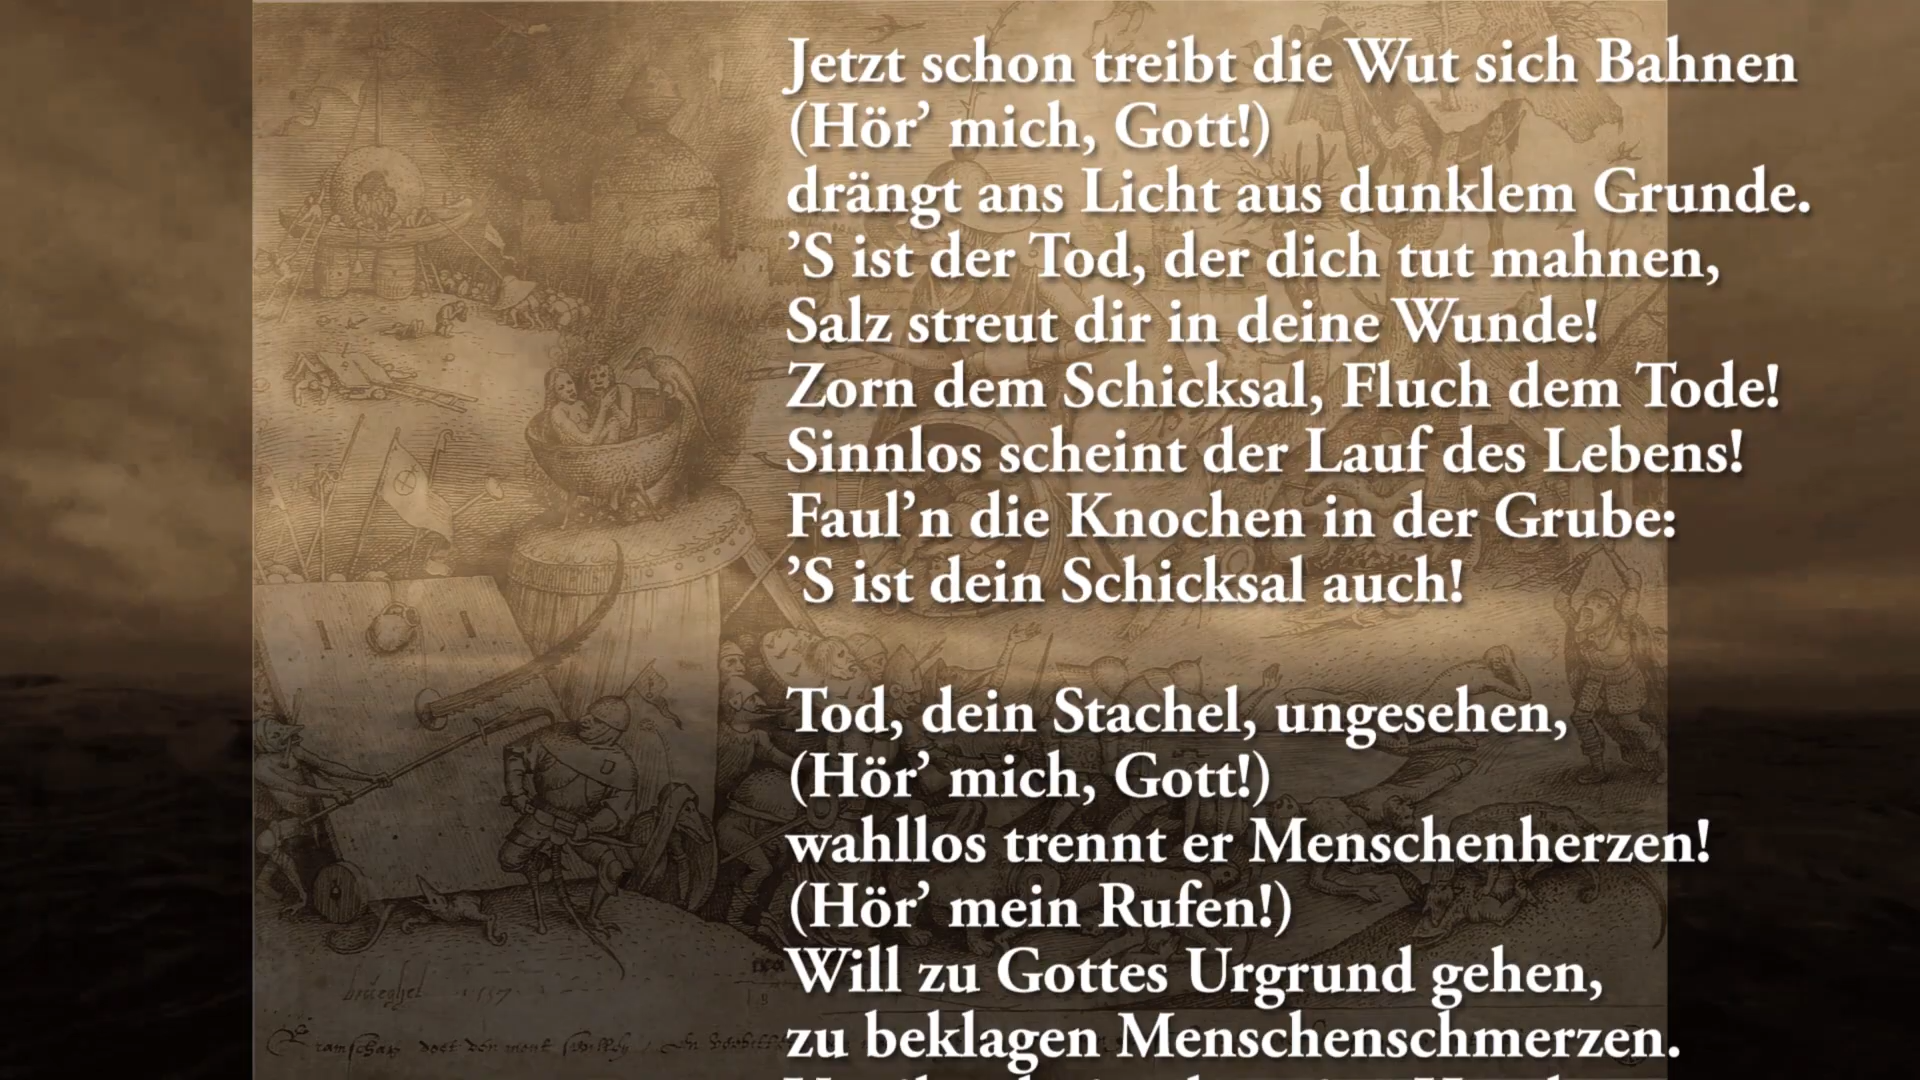 Jetzt schon treibt die Wut sich Bahnen
(Hör’ mich, Gott!)
drängt ans Licht aus dunklem Grunde.
’S ist der Tod, der dich tut mahnen,
Salz streut dir in deine Wunde!
Zorn dem Schicksal, Fluch dem Tode!
Sinnlos scheint der Lauf des Lebens!
Faul’n die Knochen in der Grube:
’S ist dein Schicksal auch!
Tod, dein Stachel, ungesehen,
(Hör’ mich, Gott!)
wahllos trennt er Menschenherzen!
(Hör’ mein Rufen!)
Will zu Gottes Urgrund gehen,
zu beklagen Menschenschmerzen.
brueghel